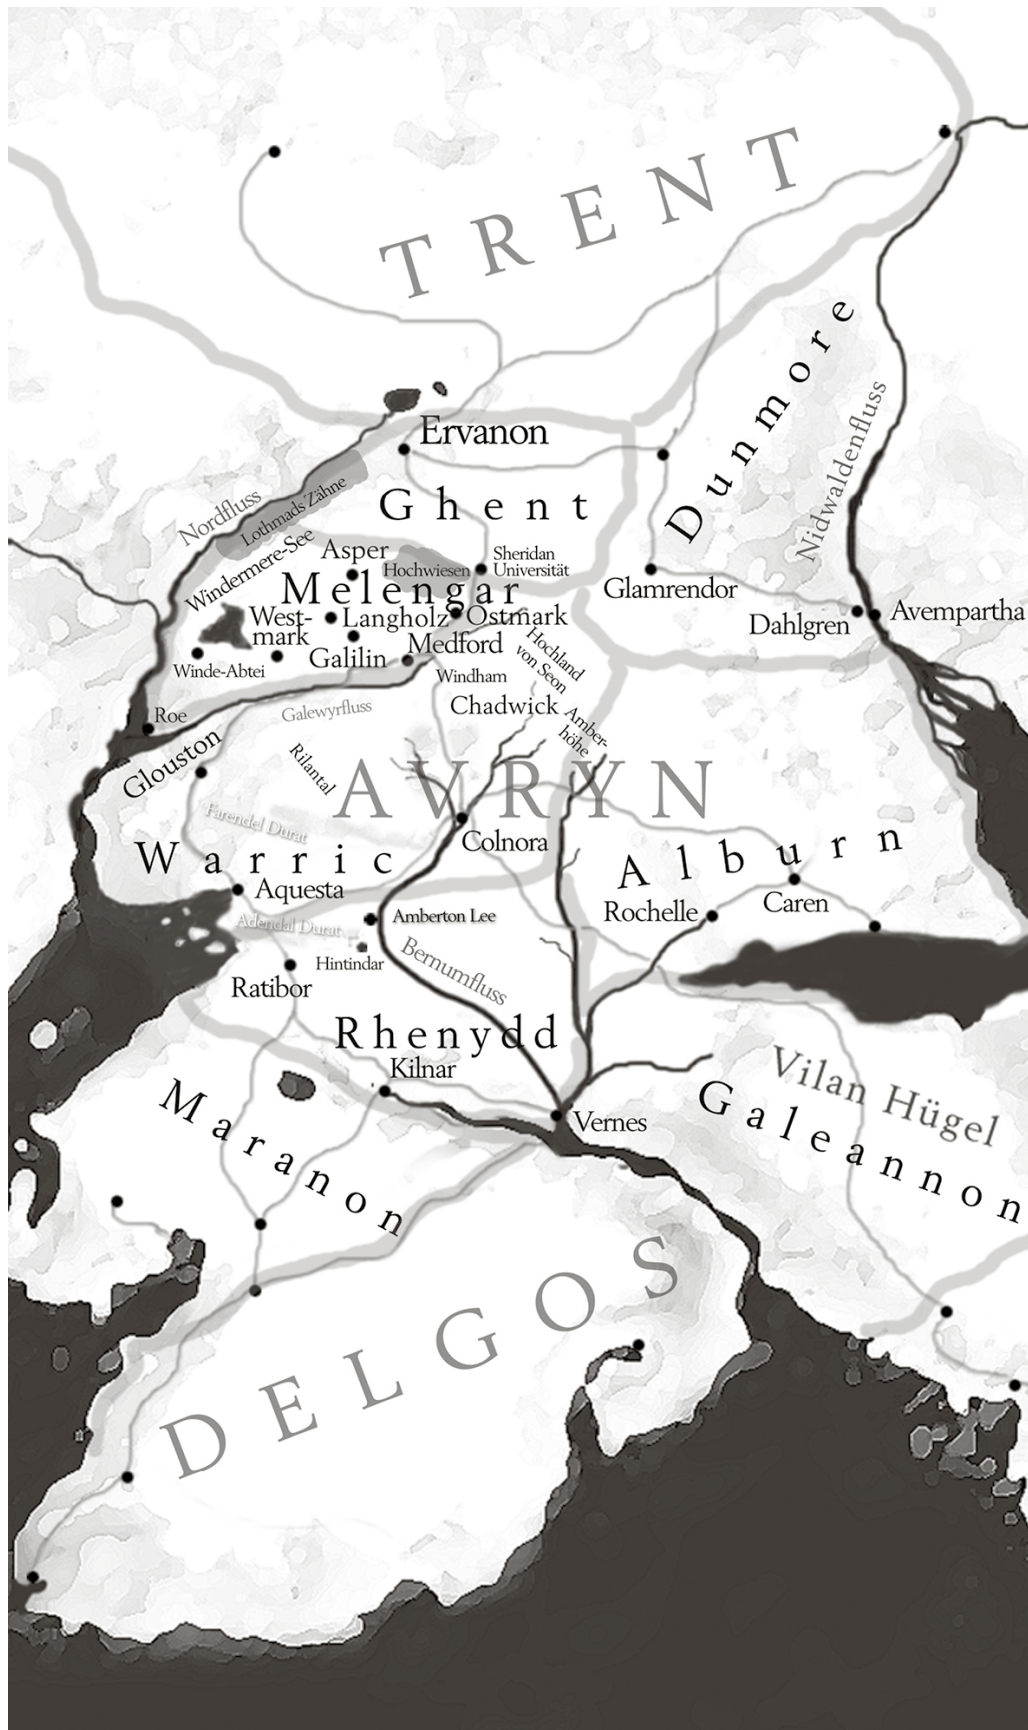 TRENT
Dunmore
Nidwaldenfluss
Ervanon
Ghent
Nordfluss
Lothmads Zähne
Windermere-See
Asper
Hochwiesen
Sheridan
Universität
Melengar
Glamrendor
West-
mark
Langholz
Ostmark
Dahlgren
Avempartha
Galilin
Medford
Winde-Abtei
Windham
Hochland
von Seon
Roe
Galewyrfluss
Chadwick
Amber-
höhe
Glouston
Rilantal
AVRYN
Farendel Durat
Colnora
Warric
Alburn
Aquesta
Caren
Rochelle
Amberton Lee
Adendal Durat
Hintindar
Bernumfluss
Ratibor
Rhenydd
Kilnar
Vilan Hügel
Maranon
Vernes
Galeannon
DELGOS